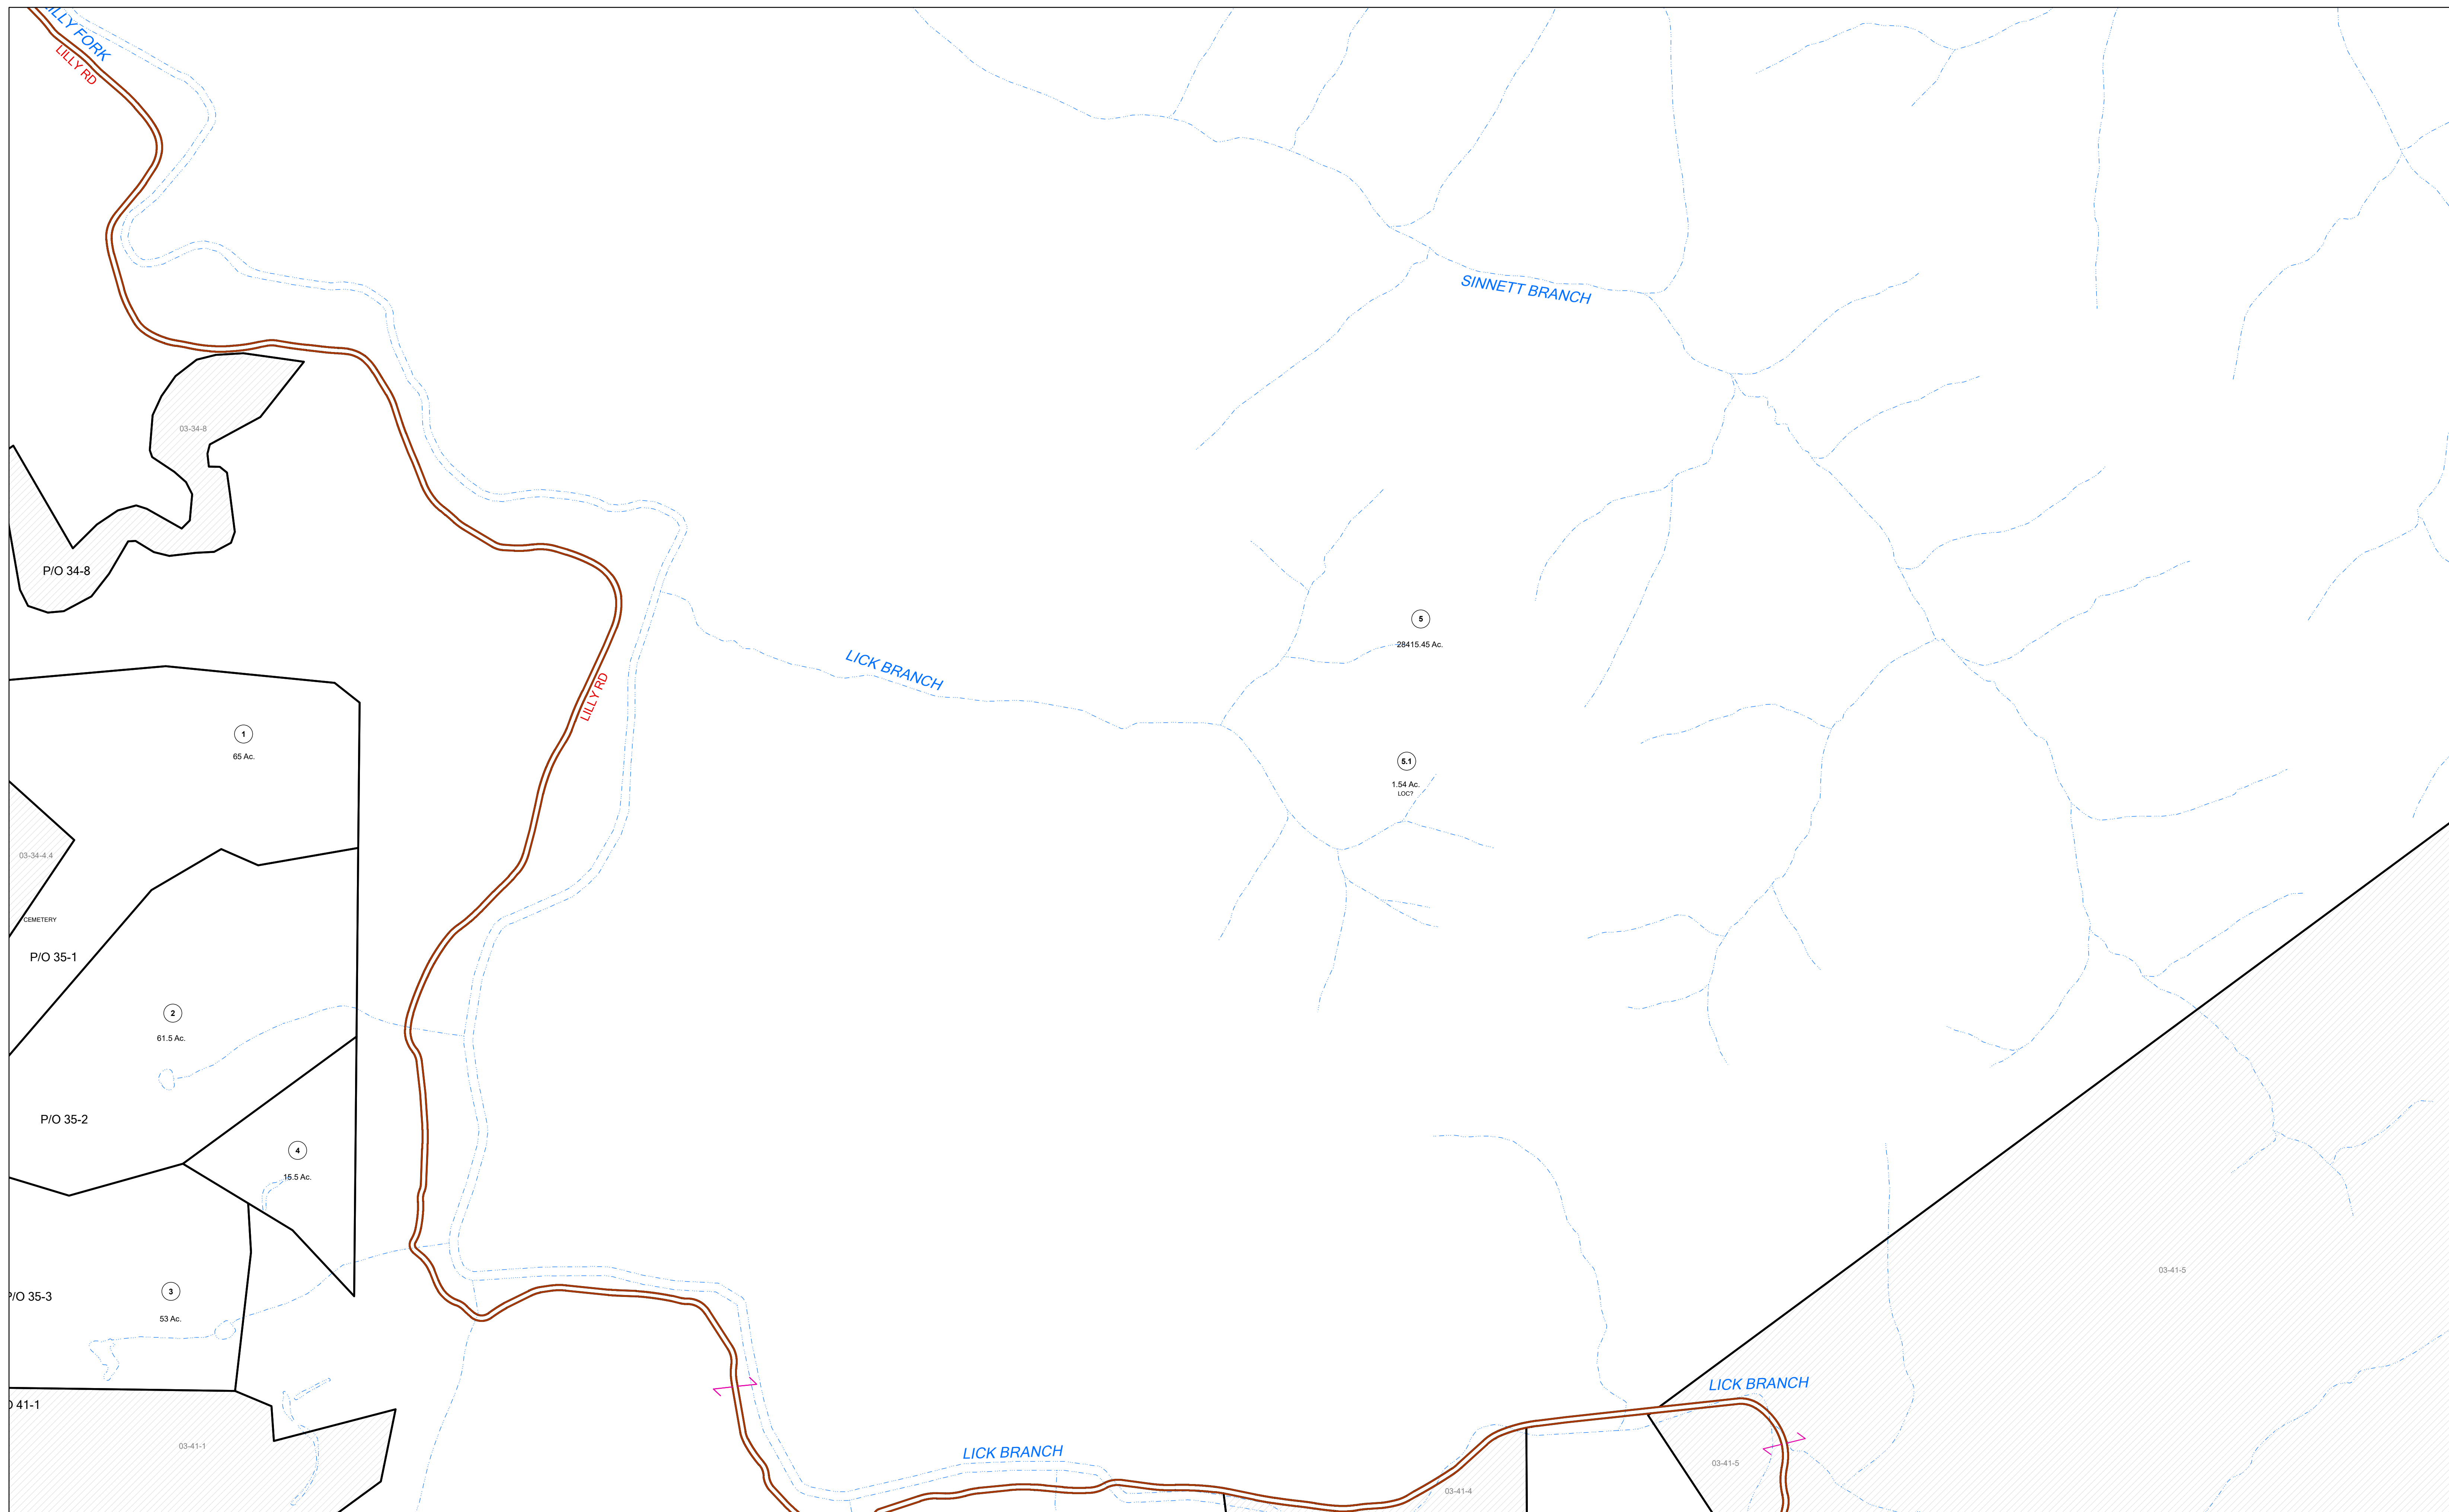 LILLY FORK
LILLY RD
SINNETT BRANCH
03-34-8
P/O 34-8
5
28415.45 Ac.
LICK BRANCH
LILLY RD
1
65 Ac.
5.1
1.54 Ac.
LOC?
03-34-4.4
CEMETERY
P/O 35-1
2
61.5 Ac.
P/O 35-2
4
15.5 Ac.
03-41-5
3
53 Ac.
P/O 35-3
LICK BRANCH
O 41-1
03-41-1
LICK BRANCH
03-41-5
03-41-4